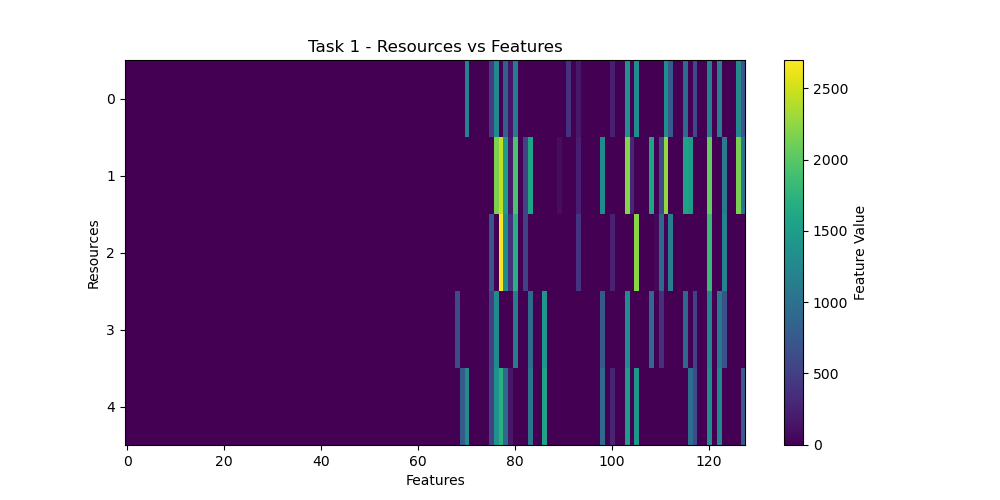 Task 1 - Resources vs Features
0
1
2
3
4
Resources
0 20 40 60 80 100 120
Features
2500
2000
1500
1000
500
0
Feature Value